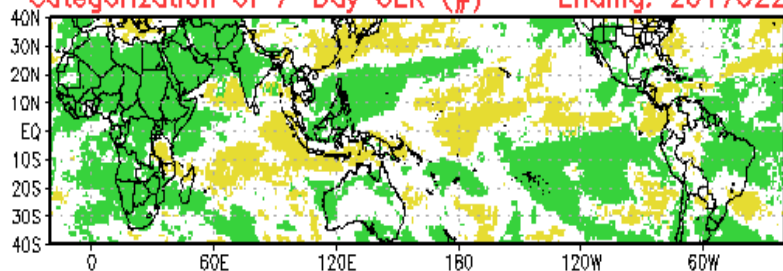 Categorization of 7-Day OLR (#) Ending:
40N
30N
20N
10N
EQ
10S
20S
30S
40S
0 60E 120E 180 120W 60W